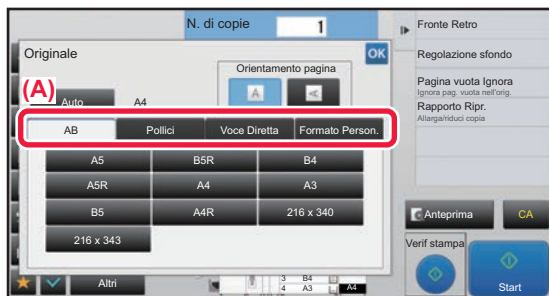 N. di copie
1
Fronte Retro
Originale
OK
Regolazione sfondo
Orientamento pagina
(A)
Auto
A4
A
A
Pagina vuota Ignora
Ignora pag. vuota nell'orig.
Rapporto Ripr.
Allarga/riduci copia
AB
Pollici
Voce Diretta
Formato Person.
A5
B5R
B4
A5R
A4
A3
B5
A4R
216 x 340
216 x 343
Anteprima
CA
Verif stampa
Altri
3 B4
4 A3
A4
Start